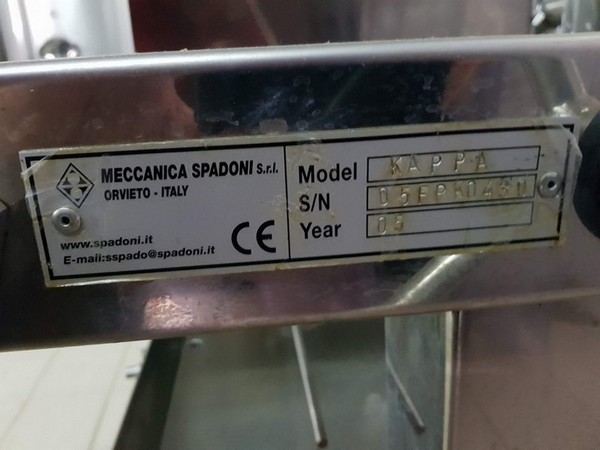 MECCANICA SPADONI S.r.l.
ORVIETO - ITALY
www.spadoni.it
E-mail:sspado@spadoni.it
CE
Model KAPPA
S/N
Year